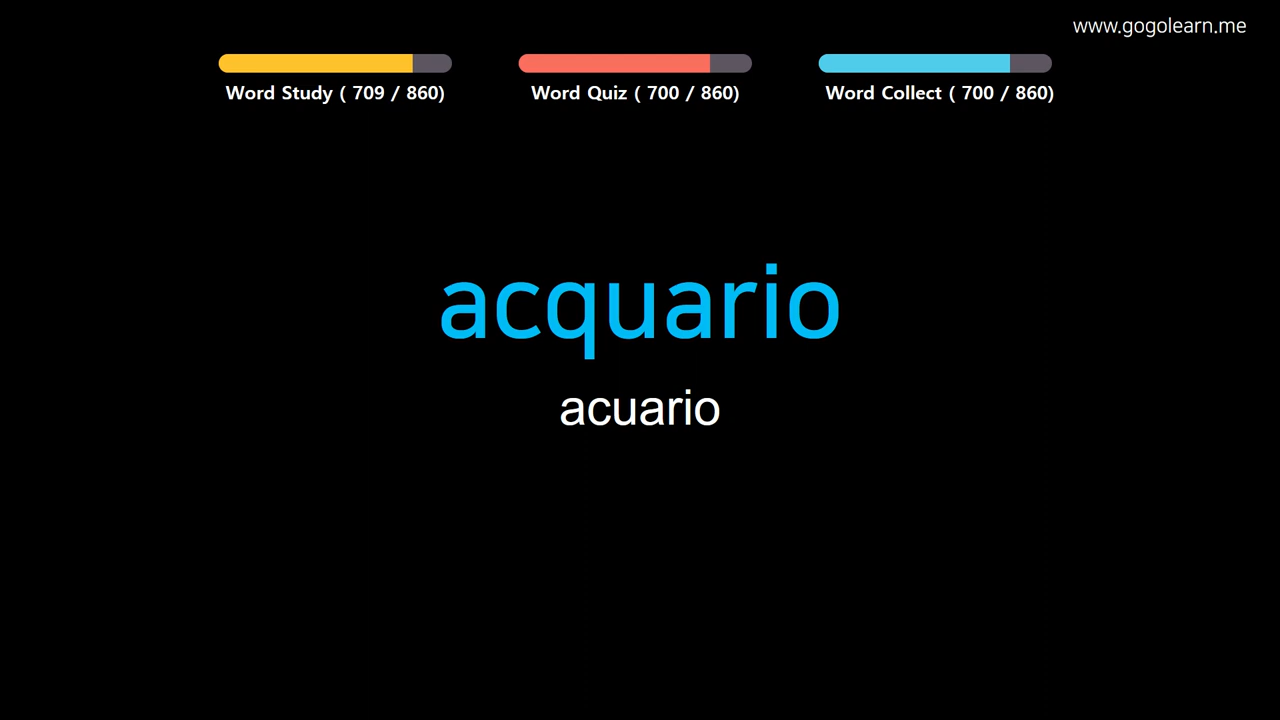 www.gogolearn.me
Word Study ( 709 / 860)
Word Quiz ( 700 / 860)
Word Collect ( 700 / 860)
acquario
acuario